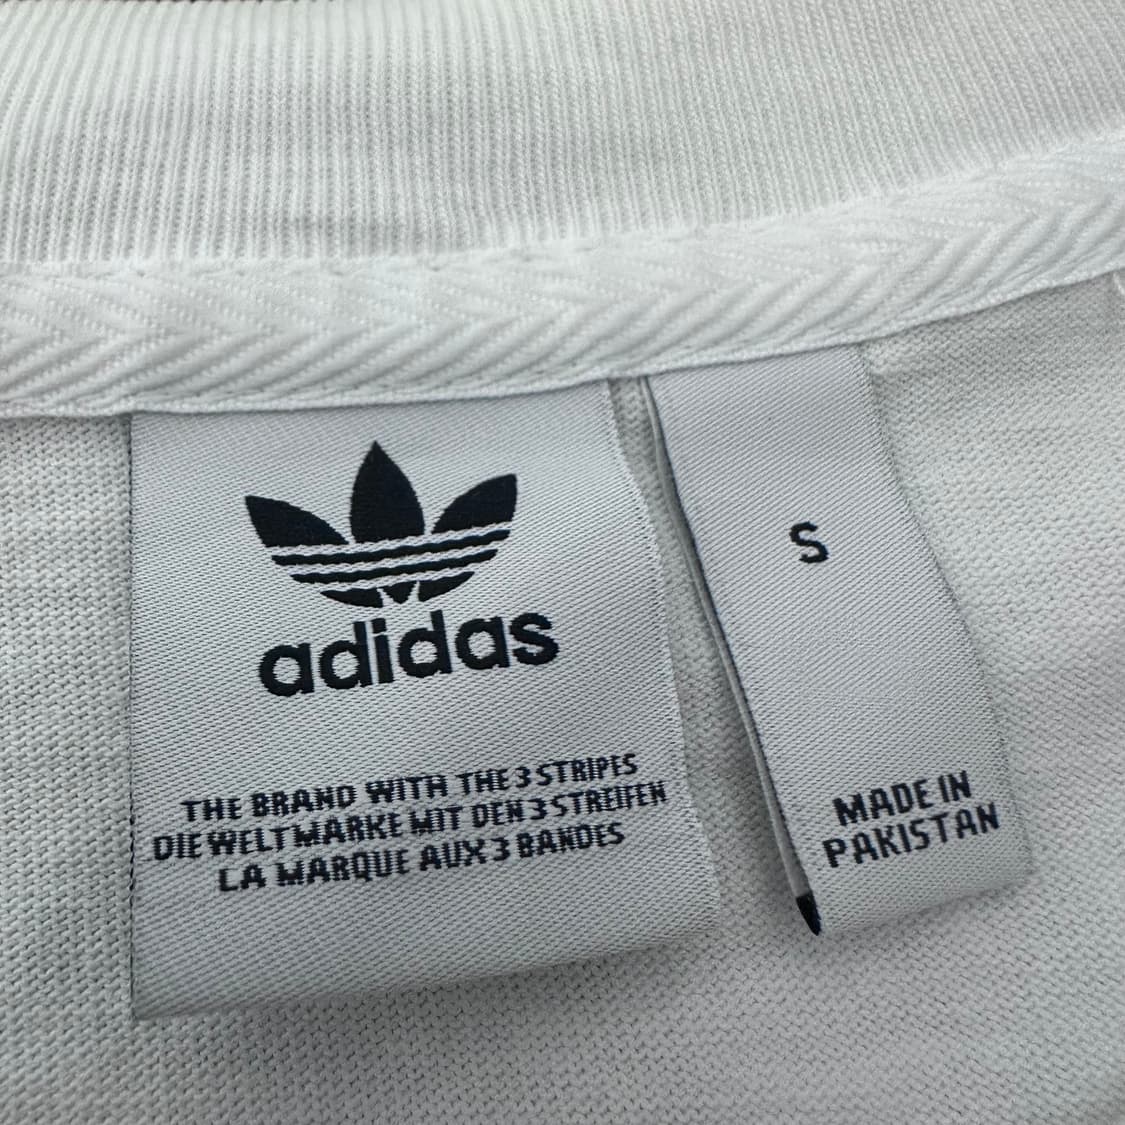 adidas
THE BRAND WITH THE 3 STRIPES
DIE WELTMARKE MIT DEN 3 STREIFEN
LA MARQUE AUX 3 BANDES
S
MADE IN
PAKISTAN